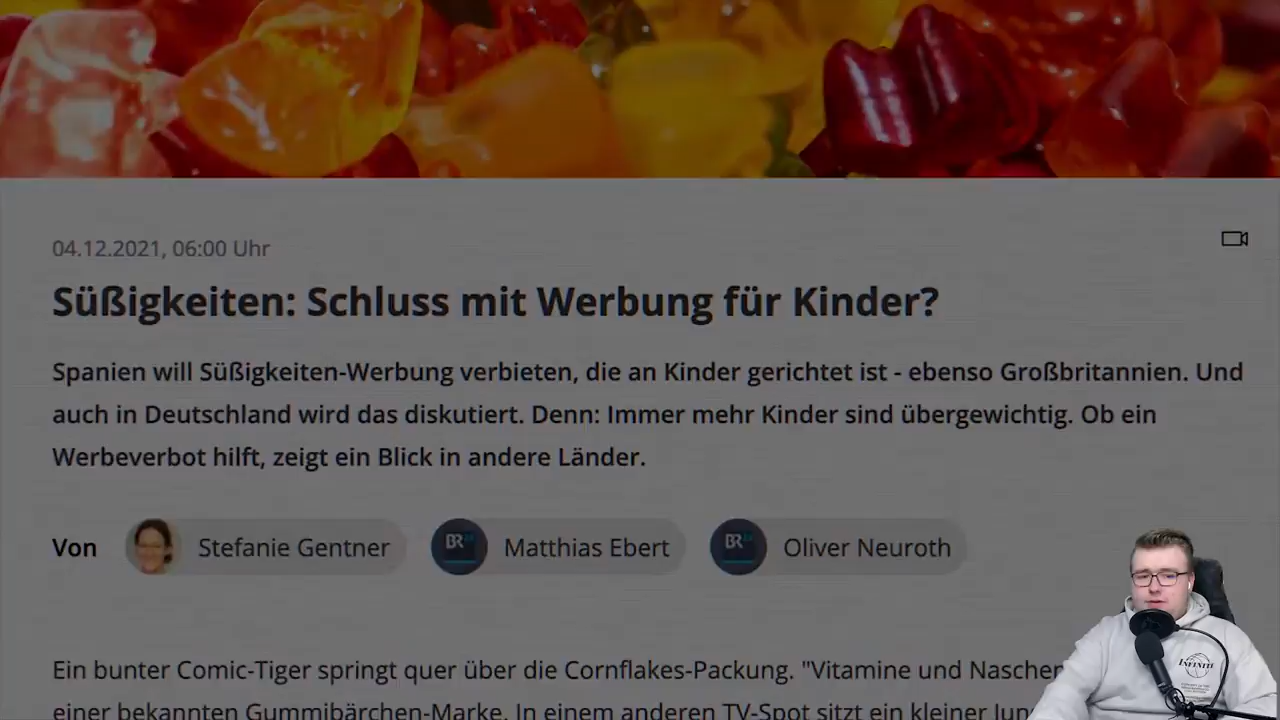 04.12.2021, 06:00 Uhr
Süßigkeiten: Schluss mit Werbung für Kinder?
Spanien will Süßigkeiten-Werbung verbieten, die an Kinder gerichtet ist - ebenso Großbritannien. Und
auch in Deutschland wird das diskutiert. Denn: Immer mehr Kinder sind übergewichtig. Ob ein
Werbeverbot hilft, zeigt ein Blick in andere Länder.
Von Stefanie Gentner BR24 Matthias Ebert BR24 Oliver Neuroth
Ein bunter Comic-Tiger springt quer über die Cornflakes-Packung. "Vitamine und Naschen
einer bekannten Gummibärchen-Marke. In einem anderen TV-Spot sitzt ein kleiner
INFINITE